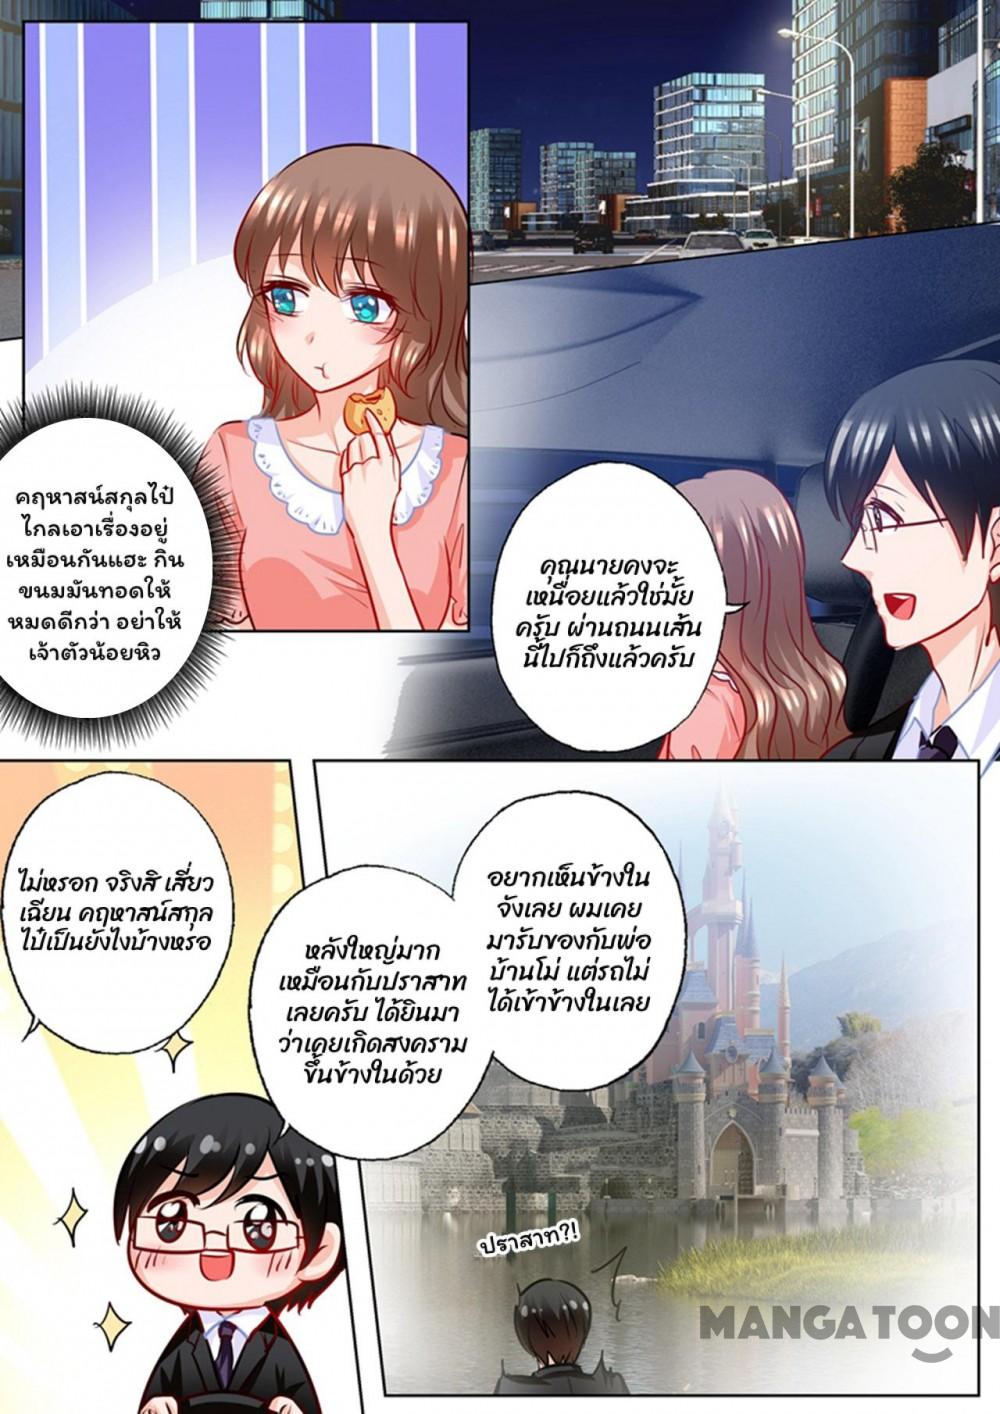 คฤหาสน์สกุลไป๋
ไกลเอาเรื่องอยู่
เหมือนกันแฮะ กิน
ขนมมันทอดให้
หมดดีกว่า อย่าให้
เจ้าตัวน้อยหิว
คุณนายคงจะ
เหนื่อยแล้วใช่มั้ย
ครับ ผ่านถนนเส้น
นี้ไปก็ถึงแล้วครับ
ไม่หรอก จริงสิ เสี่ยว
เฉียน คฤหาสน์สกุล
ไป๋เป็นยังไงบ้างหรอ
หลังใหญ่มาก
เหมือนกับปราสาท
เลยครับ ได้ยินมา
ว่าเคยเกิดสงคราม
ขึ้นข้างในด้วย
อยากเห็นข้างใน
จังเลย ผมเคย
มารับของกับพ่อ
บ้านโม่ แต่รถไม่
ได้เข้าข้างในเลย
ปราสาท?!
MANGATOON